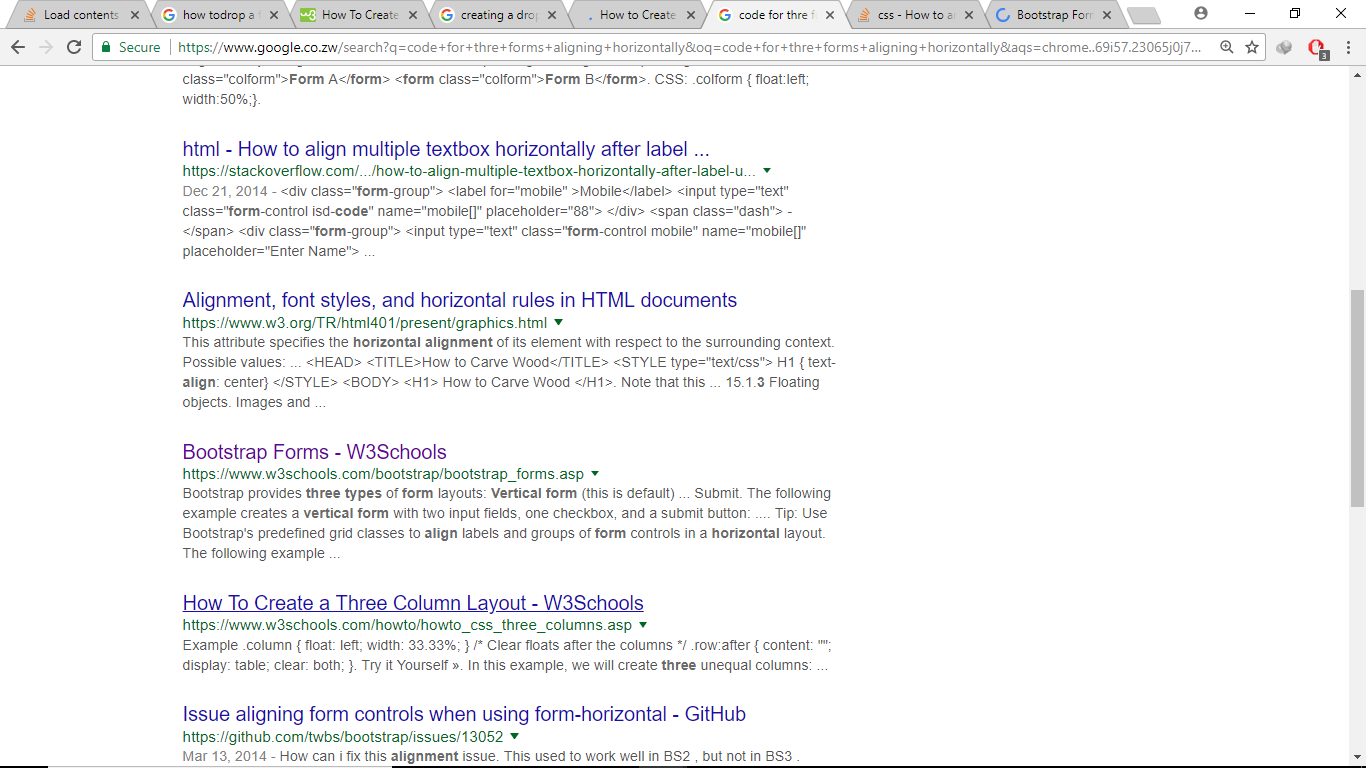 Load contents
how todrop a f
How To Create
creating a drop
How to Create
code for thre fo
css - How to an
Bootstrap Form
Secure
https://www.google.co.zw/search?q=code+for+thre+forms+aligning+horizontally&oq=code+for+thre+forms+aligning+horizontally&aqs=chrome..69i57.23065j0j7...
3
class="colform">Form A</form> <form class="colform">Form B</form>. CSS: .colform { float:left;
width:50%;}.
html - How to align multiple textbox horizontally after label ...
https://stackoverflow.com/.../how-to-align-multiple-textbox-horizontally-after-label-u...
Dec 21, 2014 - <div class="form-group"> <label for="mobile" >Mobile</label> <input type="text"
class="form-control isd-code" name="mobile[]" placeholder="88"> </div> <span class="dash"> -
</span> <div class="form-group"> <input type="text" class="form-control mobile" name="mobile[]"
placeholder="Enter Name"> ...
Alignment, font styles, and horizontal rules in HTML documents
https://www.w3.org/TR/html401/present/graphics.html
This attribute specifies the horizontal alignment of its element with respect to the surrounding context.
Possible values: ... <HEAD> <TITLE>How to Carve Wood</TITLE> <STYLE type="text/css"> H1 { text-
align: center} </STYLE> <BODY> <H1> How to Carve Wood </H1>. Note that this ... 15.1.3 Floating
objects. Images and ...
Bootstrap Forms - W3Schools
https://www.w3schools.com/bootstrap/bootstrap_forms.asp
Bootstrap provides three types of form layouts: Vertical form (this is default) ... Submit. The following
example creates a vertical form with two input fields, one checkbox, and a submit button: .... Tip: Use
Bootstrap's predefined grid classes to align labels and groups of form controls in a horizontal layout.
The following example ...
How To Create a Three Column Layout - W3Schools
https://www.w3schools.com/howto/howto_css_three_columns.asp
Example .column { float: left; width: 33.33%; } /* Clear floats after the columns */ .row:after { content: "";
display: table; clear: both; }. Try it Yourself ». In this example, we will create three unequal columns: ...
Issue aligning form controls when using form-horizontal - GitHub
https://github.com/twbs/bootstrap/issues/13052
Mar 13, 2014 - How can i fix this alignment issue. This used to work well in BS2 , but not in BS3 .